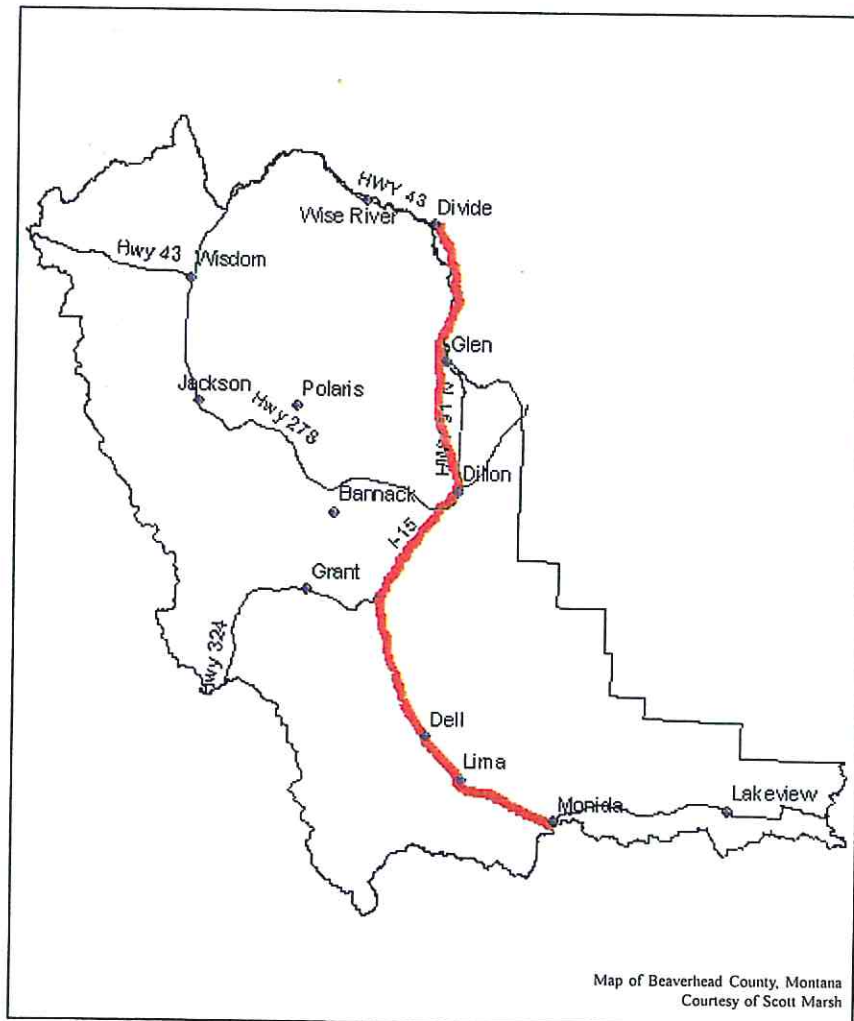 HWY 43
Divide
Wise River
Hwy 43
Wisdom
Glen
Jackson
Polaris
Hwy 278
91 N
Dillon
Bannack
I-15
Grant
Hwy 324
Dell
Lima
Monida
Lakeview
Map of Beaverhead County, Montana
Courtesy of Scott Marsh